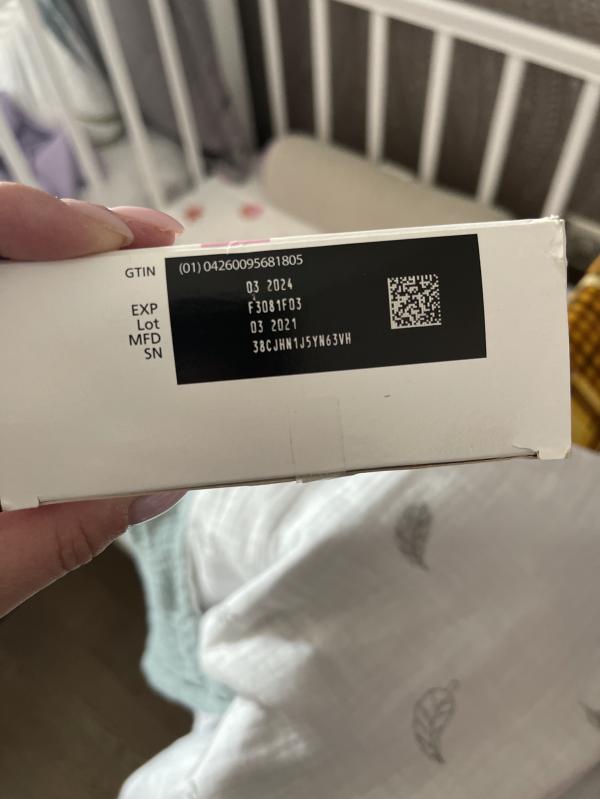 GTIN (01) 04260095681805
EXP 03 2024
Lot F3081F03
MFD 03 2021
SN 38CJHN1J5YN63VH